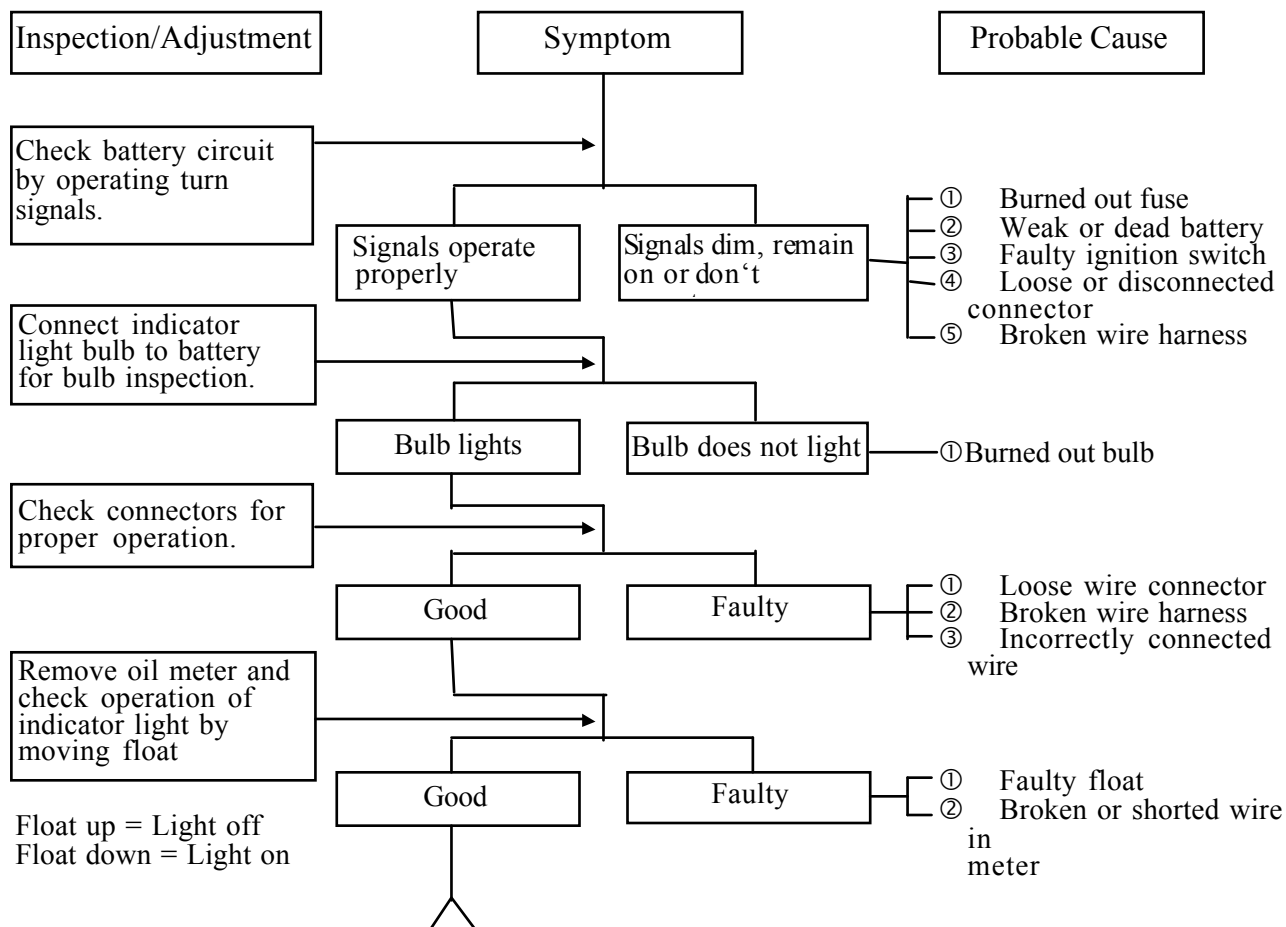 Inspection/Adjustment
Symptom
Probable Cause
Check battery circuit
by operating turn
signals.
Signals operate
properly
Signals dim, remain
on or don‘t
① Burned out fuse
② Weak or dead battery
③ Faulty ignition switch
④ Loose or disconnected
connector
⑤ Broken wire harness
Connect indicator
light bulb to battery
for bulb inspection.
Bulb lights
Bulb does not light
①Burned out bulb
Check connectors for
proper operation.
Good
Faulty
① Loose wire connector
② Broken wire harness
③ Incorrectly connected
wire
Remove oil meter and
check operation of
indicator light by
moving float
Good
Faulty
① Faulty float
② Broken or shorted wire
in
meter
Float up = Light off
Float down = Light on